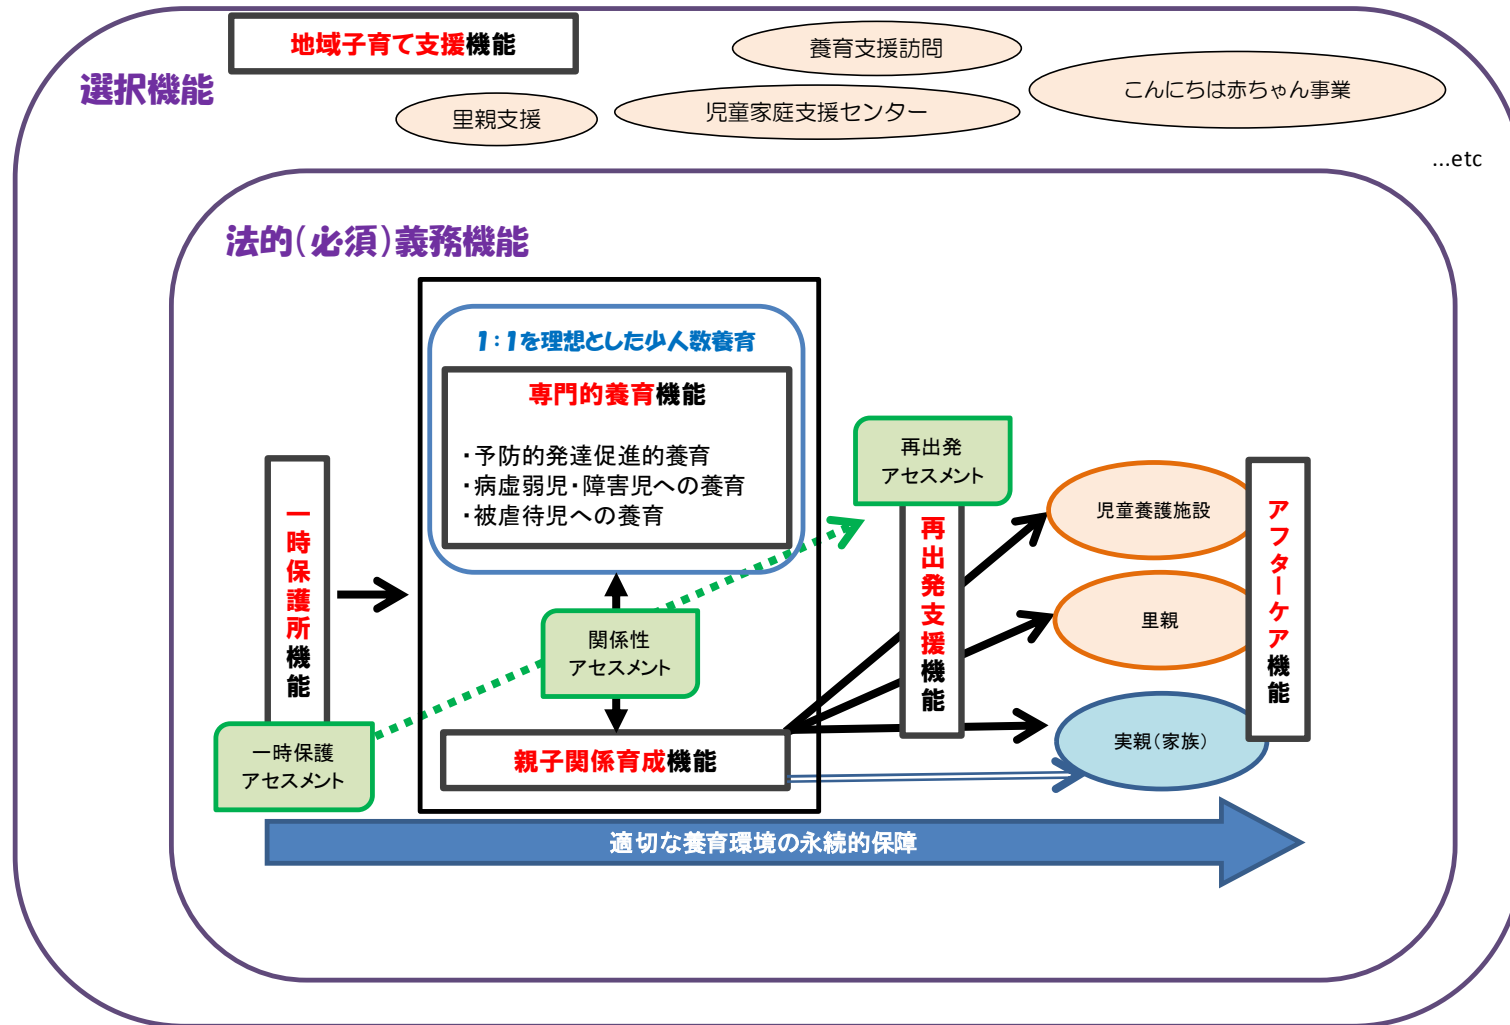 地域子育て支援機能
養育支援訪問
こんにちは赤ちゃん事業
選択機能
里親支援
児童家庭支援センター
…etc
法的(必須)義務機能
1:1を理想とした少人数養育
専門的養育機能
・予防的発達促進的養育
・病虚弱児・障害児への養育
・被虐待児への養育
一時保護所機能
一時保護
アセスメント
関係性
アセスメント
親子関係育成機能
再出発
アセスメント
再出発支援機能
児童養護施設
里親
実親(家族)
アフターケア機能
適切な養育環境の永続的保障